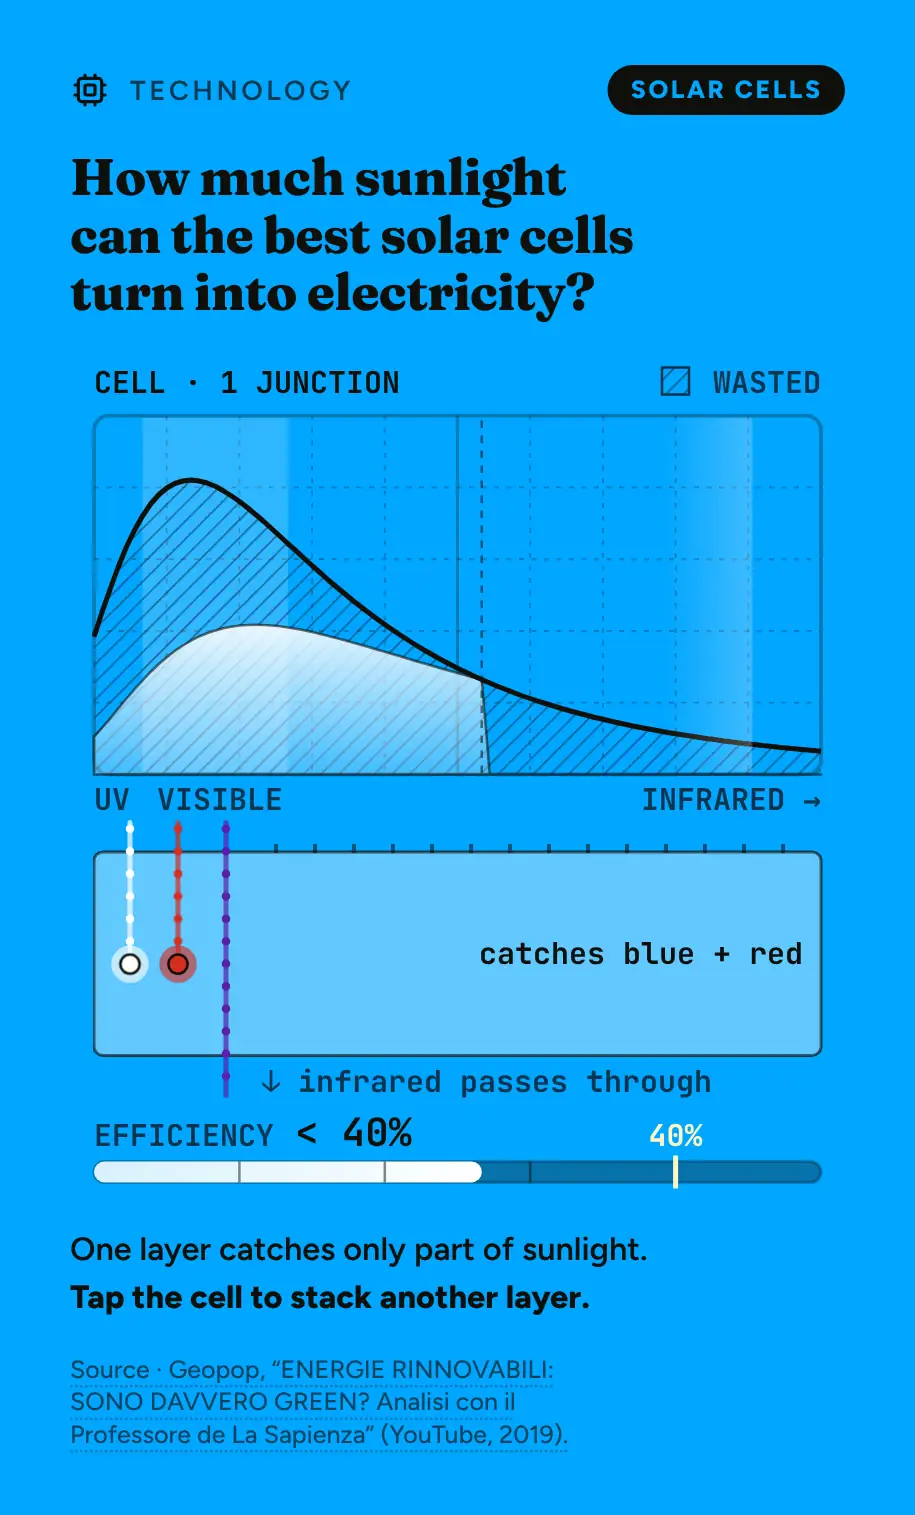 TECHNOLOGY
SOLAR CELLS
How much sunlight
can the best solar cells
turn into electricity?
CELL · 1 JUNCTION
WASTED
UV VISIBLE
INFRARED →
catches blue + red
↓ infrared passes through
EFFICIENCY < 40%
40%
One layer catches only part of sunlight.
Tap the cell to stack another layer.
Source · Geopop, “ENERGIE RINNOVABILI:
SONO DAVVERO GREEN? Analisi con il
Professore de La Sapienza” (YouTube, 2019).